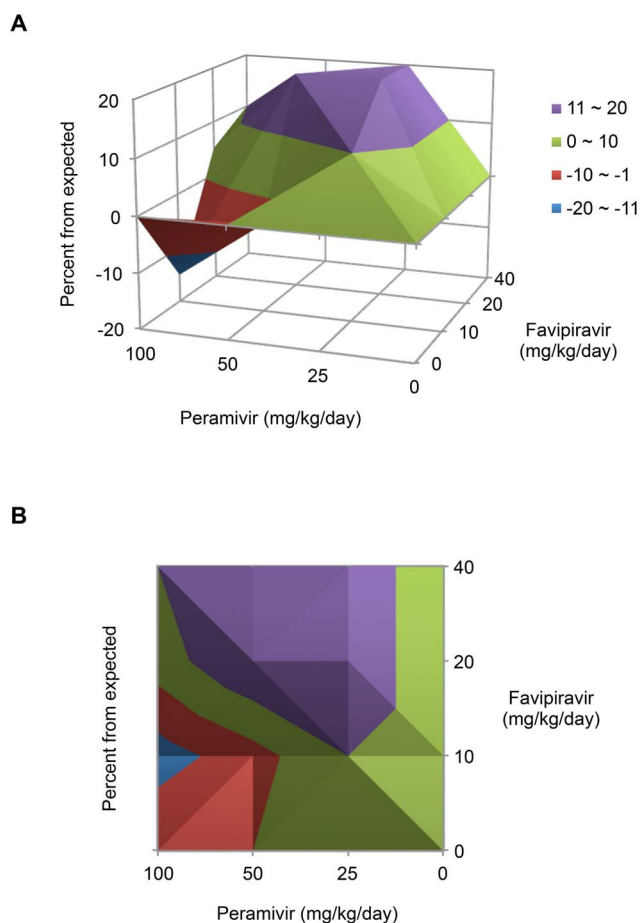 A
20
10
0
-10
-20
Percent from expected
100
50
25
0
Peramivir (mg/kg/day)
0
10
20
40
Favipiravir
(mg/kg/day)
11 ~ 20
0 ~ 10
-10 ~ -1
-20 ~ -11
B
Percent from expected
40
20
10
0
Favipiravir
(mg/kg/day)
100
50
25
0
Peramivir (mg/kg/day)